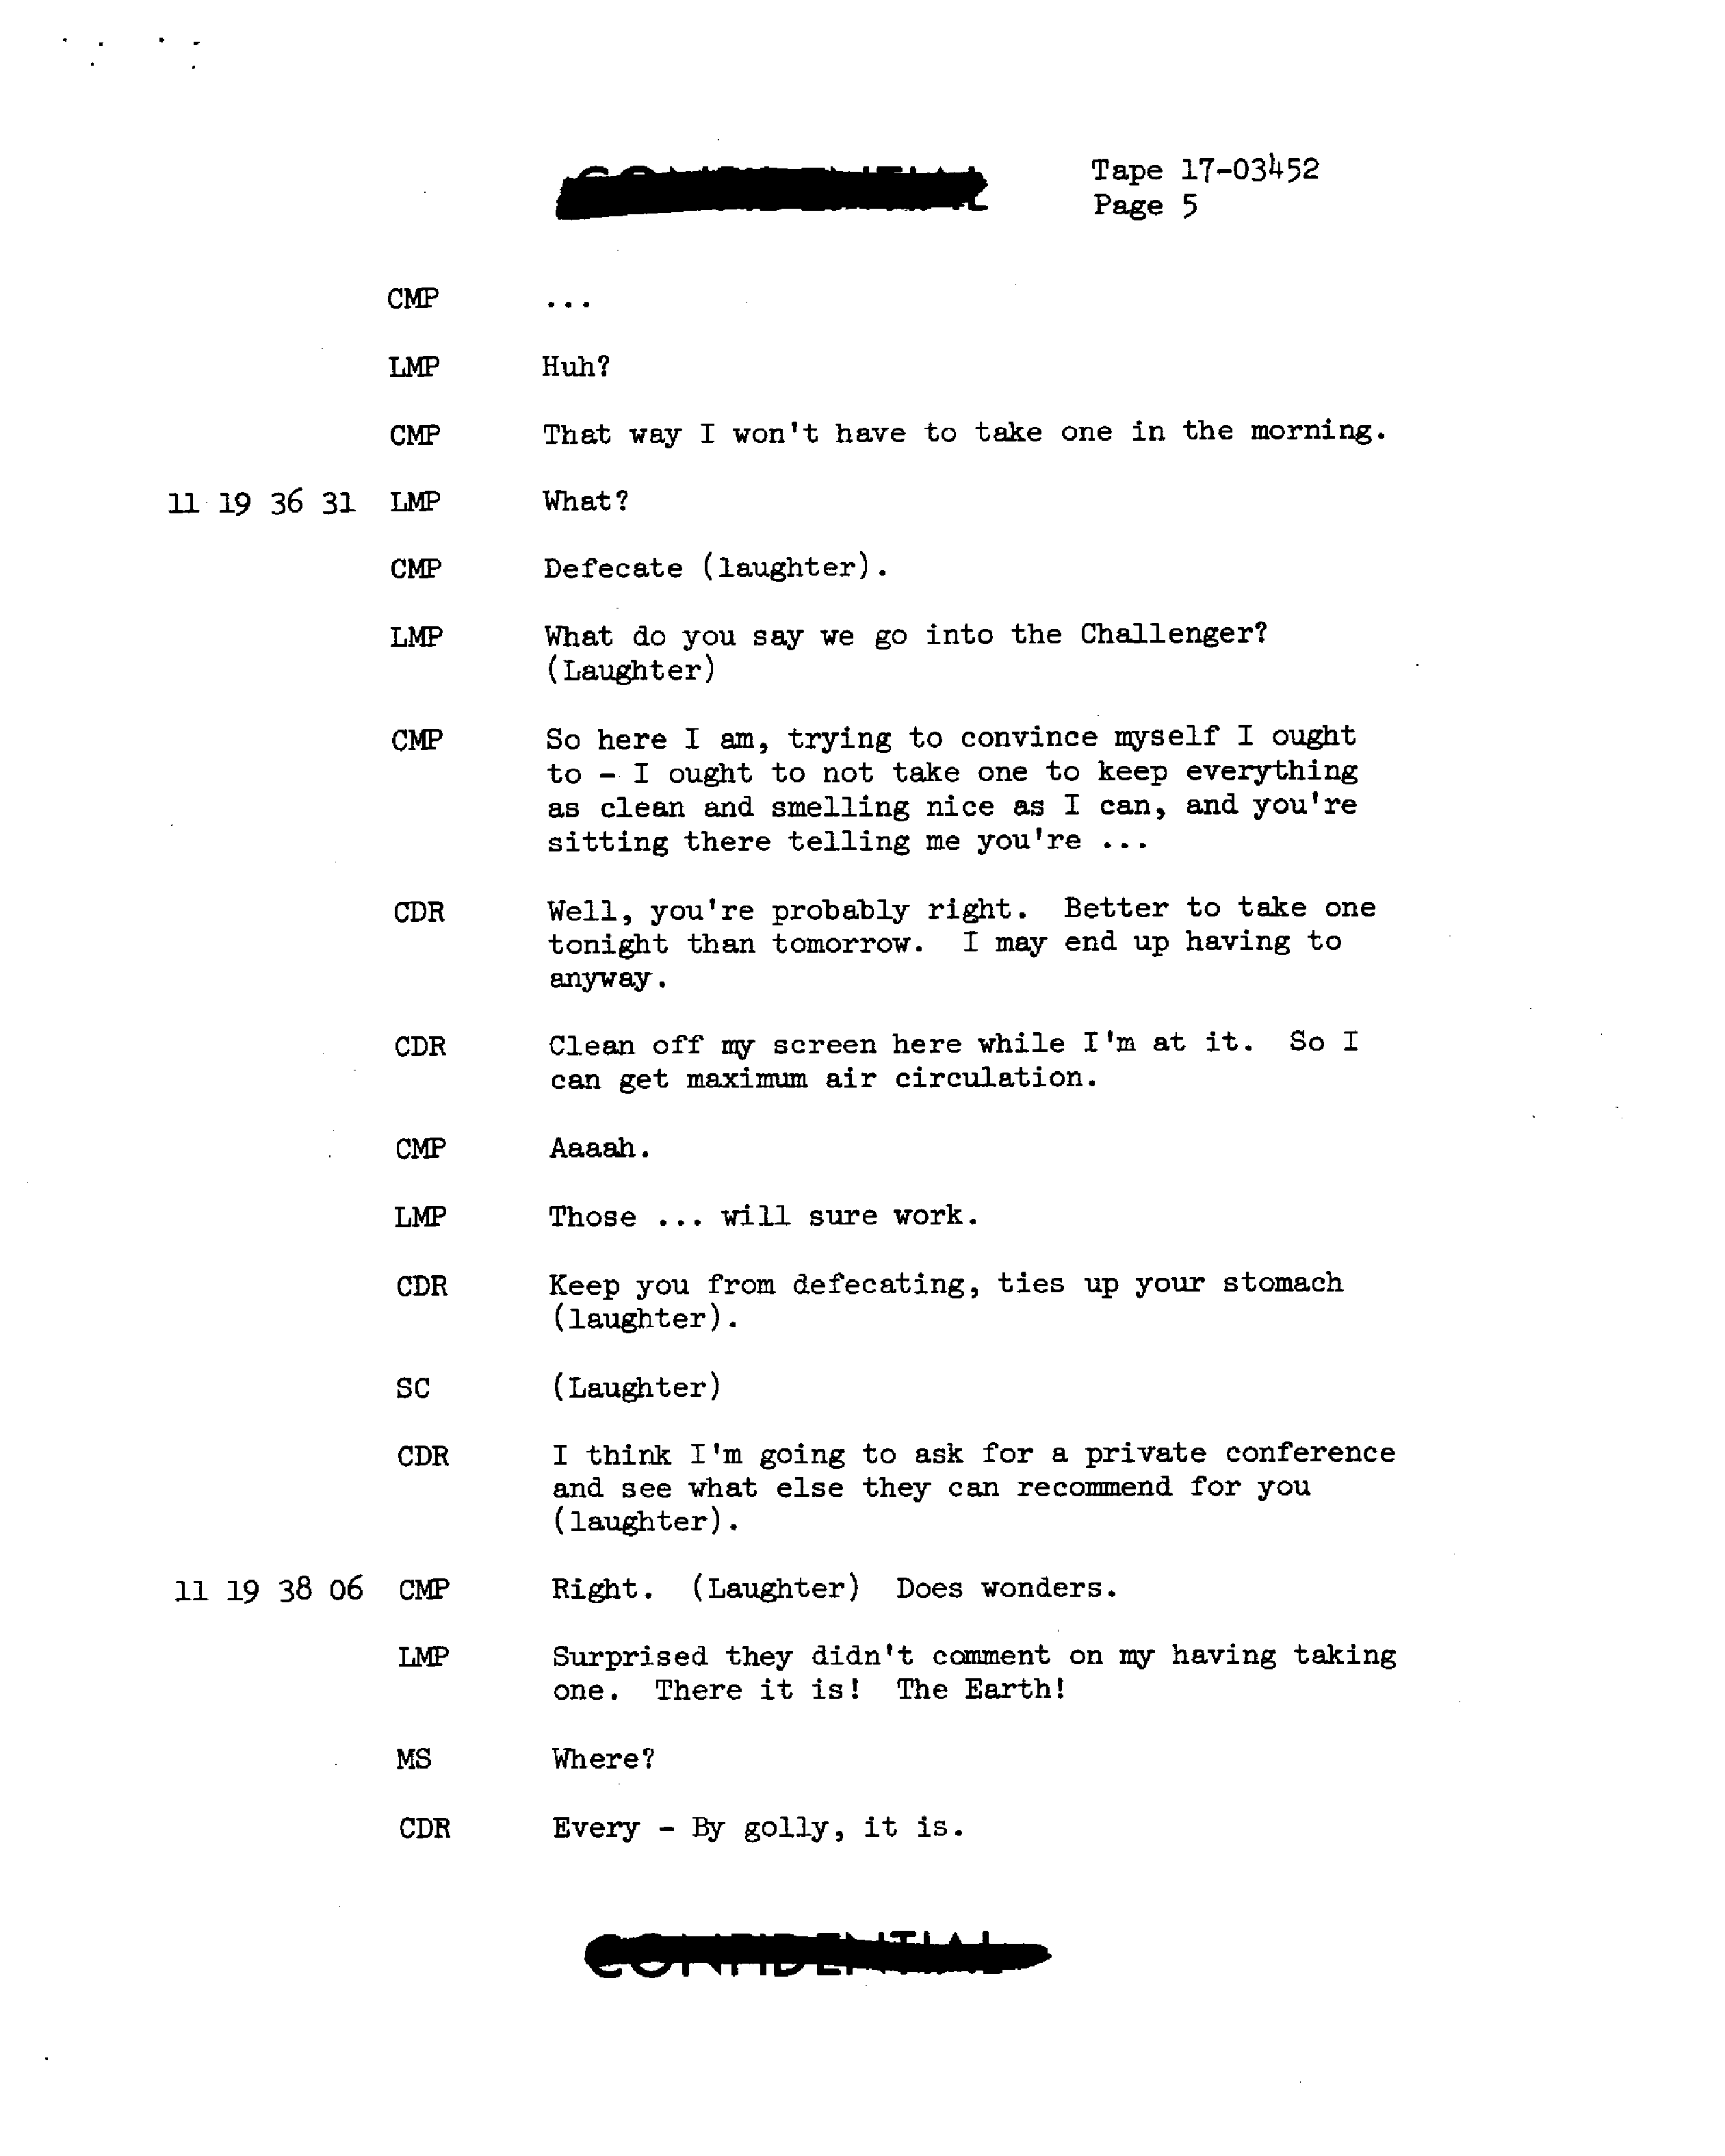 CONFIDENTIAL
Tape 17-03452
Page 5
CMP ...
LMP Huh?
CMP That way I won't have to take one in the morning.
11 19 36 31 LMP What?
CMP Defecate (laughter).
LMP What do you say we go into the Challenger?
(Laughter)
CMP So here I am, trying to convince myself I ought
to - I ought to not take one to keep everything
as clean and smelling nice as I can, and you're
sitting there telling me you're ...
CDR Well, you're probably right. Better to take one
tonight than tomorrow. I may end up having to
anyway.
CDR Clean off my screen here while I'm at it. So I
can get maximum air circulation.
CMP Aaaah.
LMP Those ... will sure work.
CDR Keep you from defecating, ties up your stomach
(laughter).
SC (Laughter)
CDR I think I'm going to ask for a private conference
and see what else they can recommend for you
(laughter).
11 19 38 06 CMP Right. (Laughter) Does wonders.
LMP Surprised they didn't comment on my having taking
one. There it is! The Earth!
MS Where?
CDR Every - By golly, it is.
CONFIDENTIAL